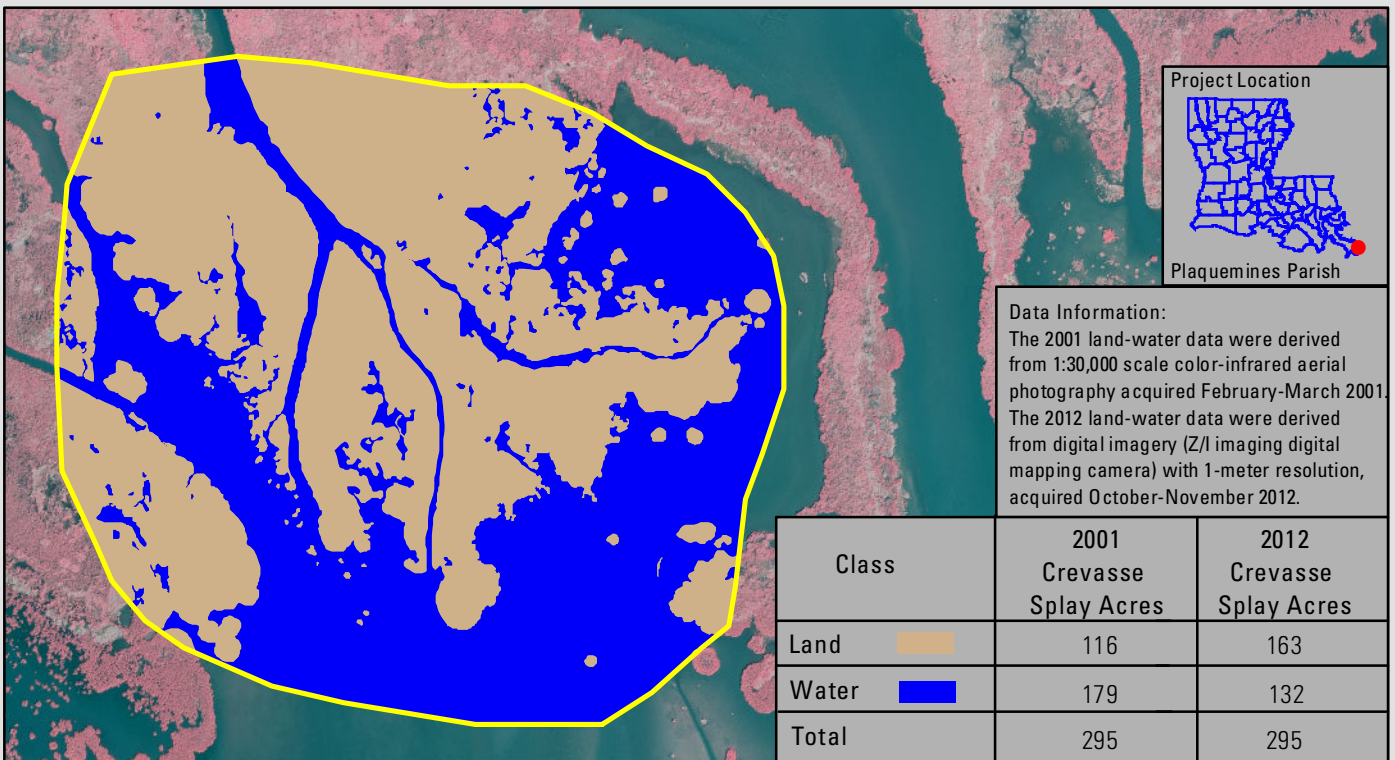 Project Location
Plaquemines Parish
Data Information:
The 2001 land-water data were derived
from 1:30,000 scale color-infrared aerial
photography acquired February-March 2001.
The 2012 land-water data were derived
from digital imagery (Z/I imaging digital
mapping camera) with 1-meter resolution,
acquired October-November 2012.
Class
2001
Crevasse
Splay Acres
2012
Crevasse
Splay Acres
Land 116 163
Water 179 132
Total 295 295